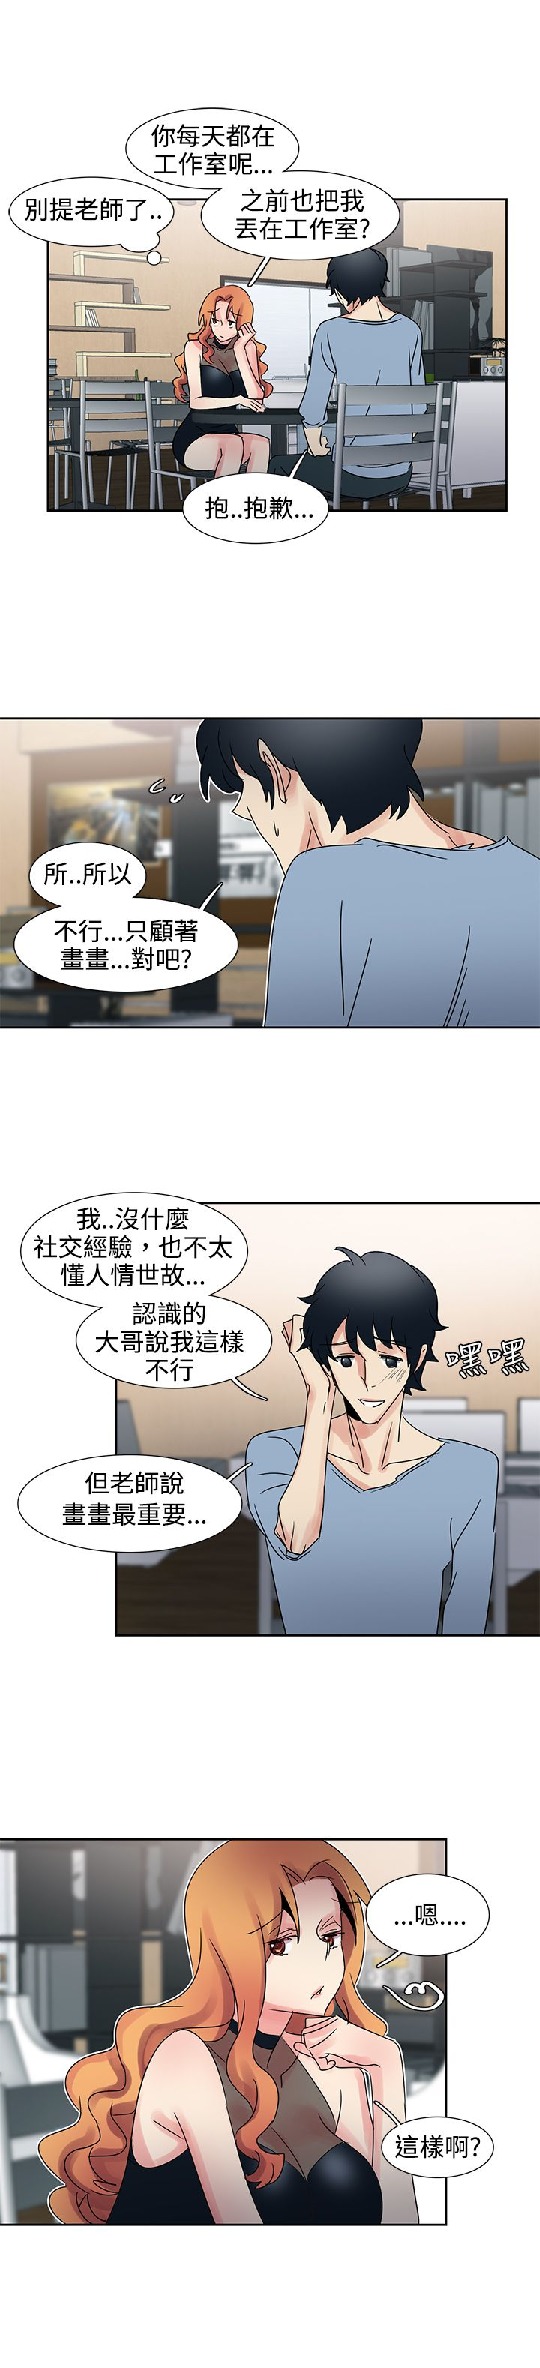 你每天都在
工作室呢...
別提老師了..
之前也把我
丟在工作室?
抱..抱歉...
所..所以
不行...只顧著
畫畫...對吧?
我..沒什麼
社交經驗，也不太
懂人情世故...
認識的
大哥說我這樣
不行
嘿嘿
但老師說
畫畫最重要...
...嗯....
這樣啊?